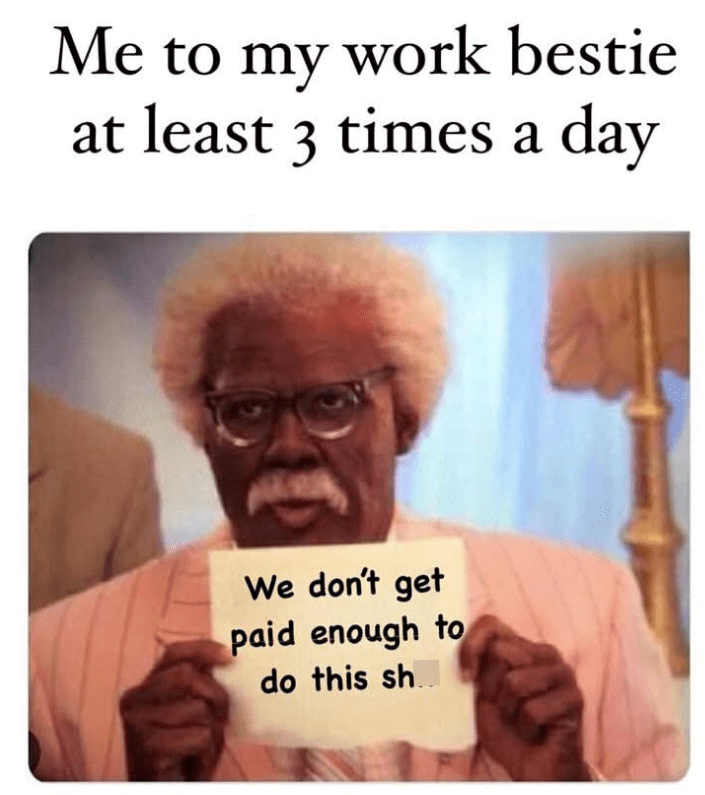 Me to my work bestie
at least 3 times a day
We don't get
paid enough to
do this sh..